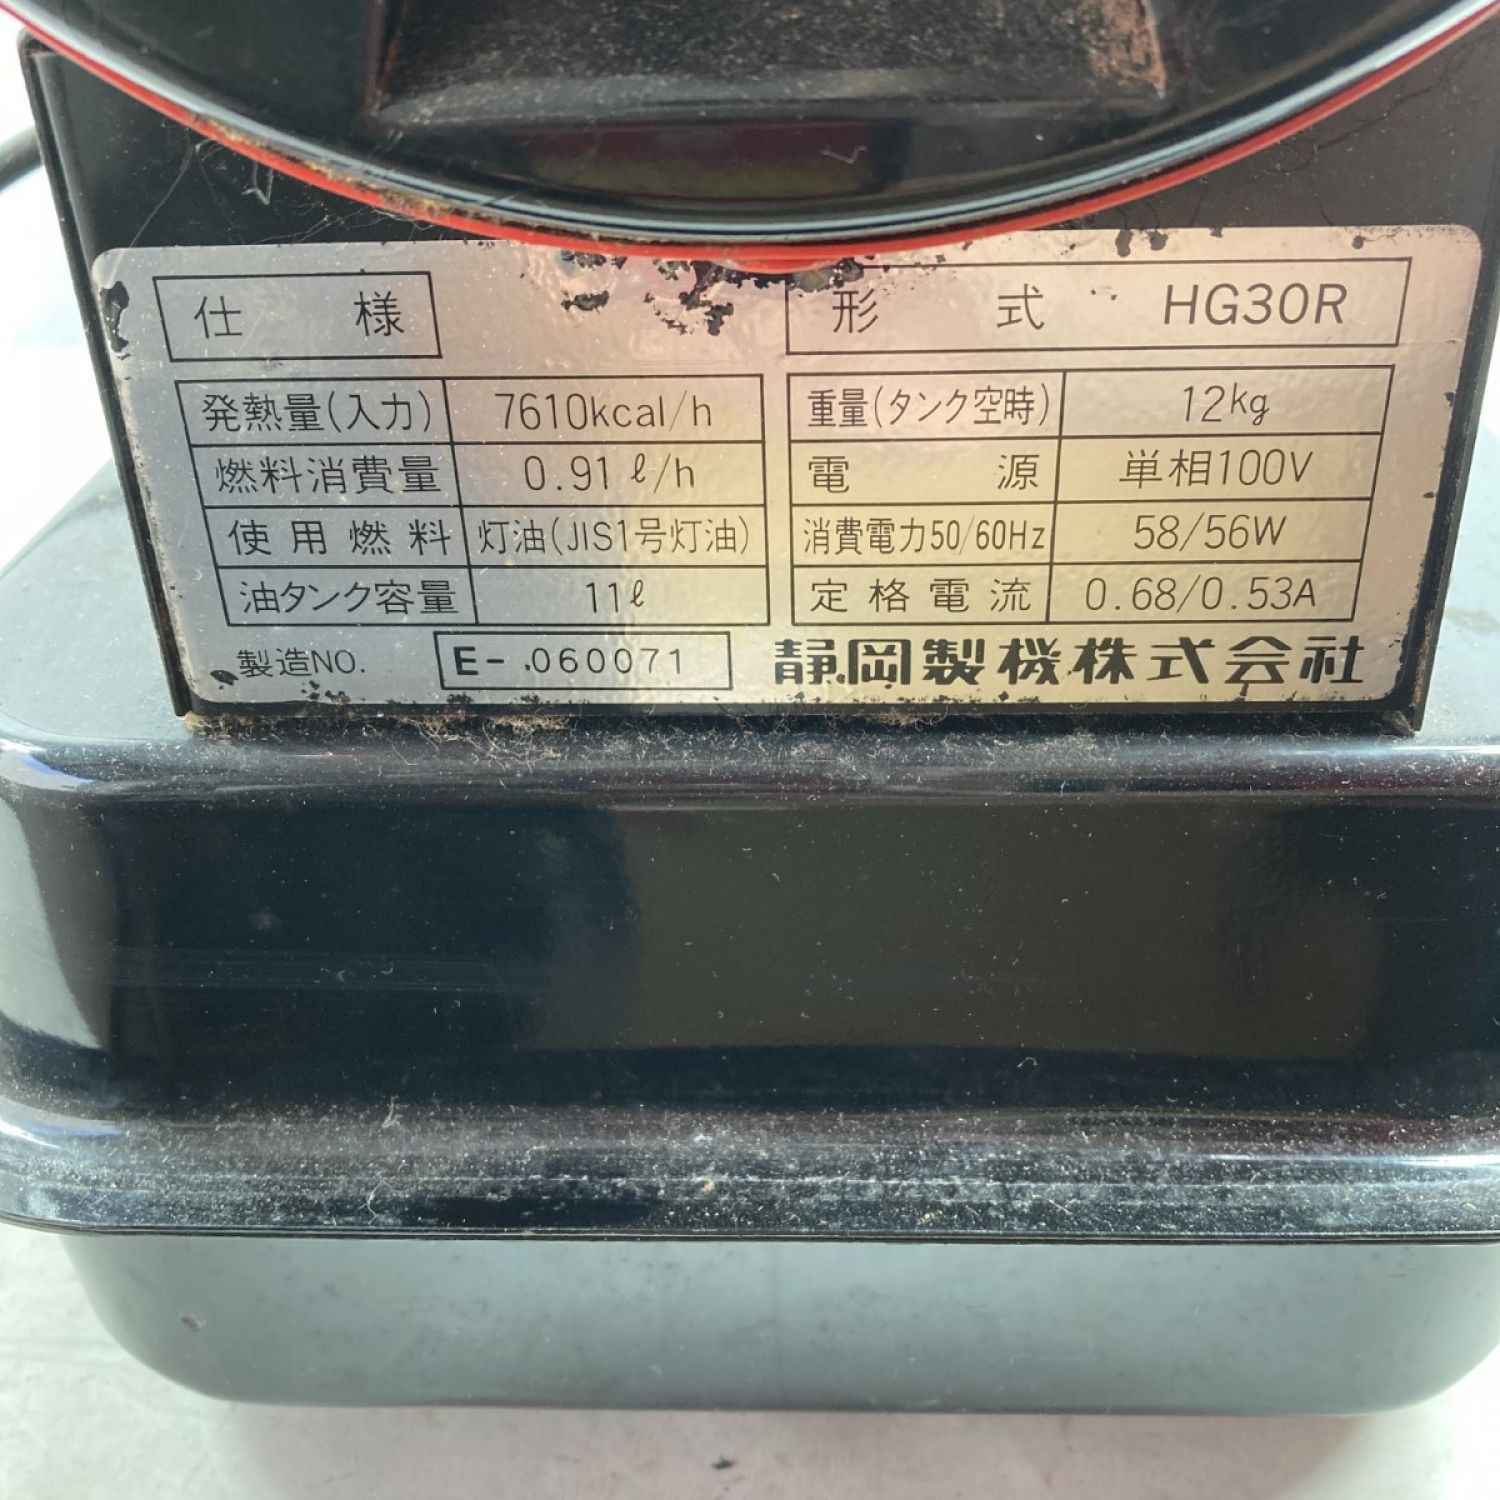 仕様
形式 HG30R
発熱量(入力) 7610kcal/h
燃料消費量 0.91ℓ/h
使用燃料 灯油(JIS1号灯油)
油タンク容量 11ℓ
重量(タンク空時) 12kg
電源 単相100V
消費電力50/60Hz 58/56W
定格電流 0.68/0.53A
製造NO. E-060071
静岡製機株式会社